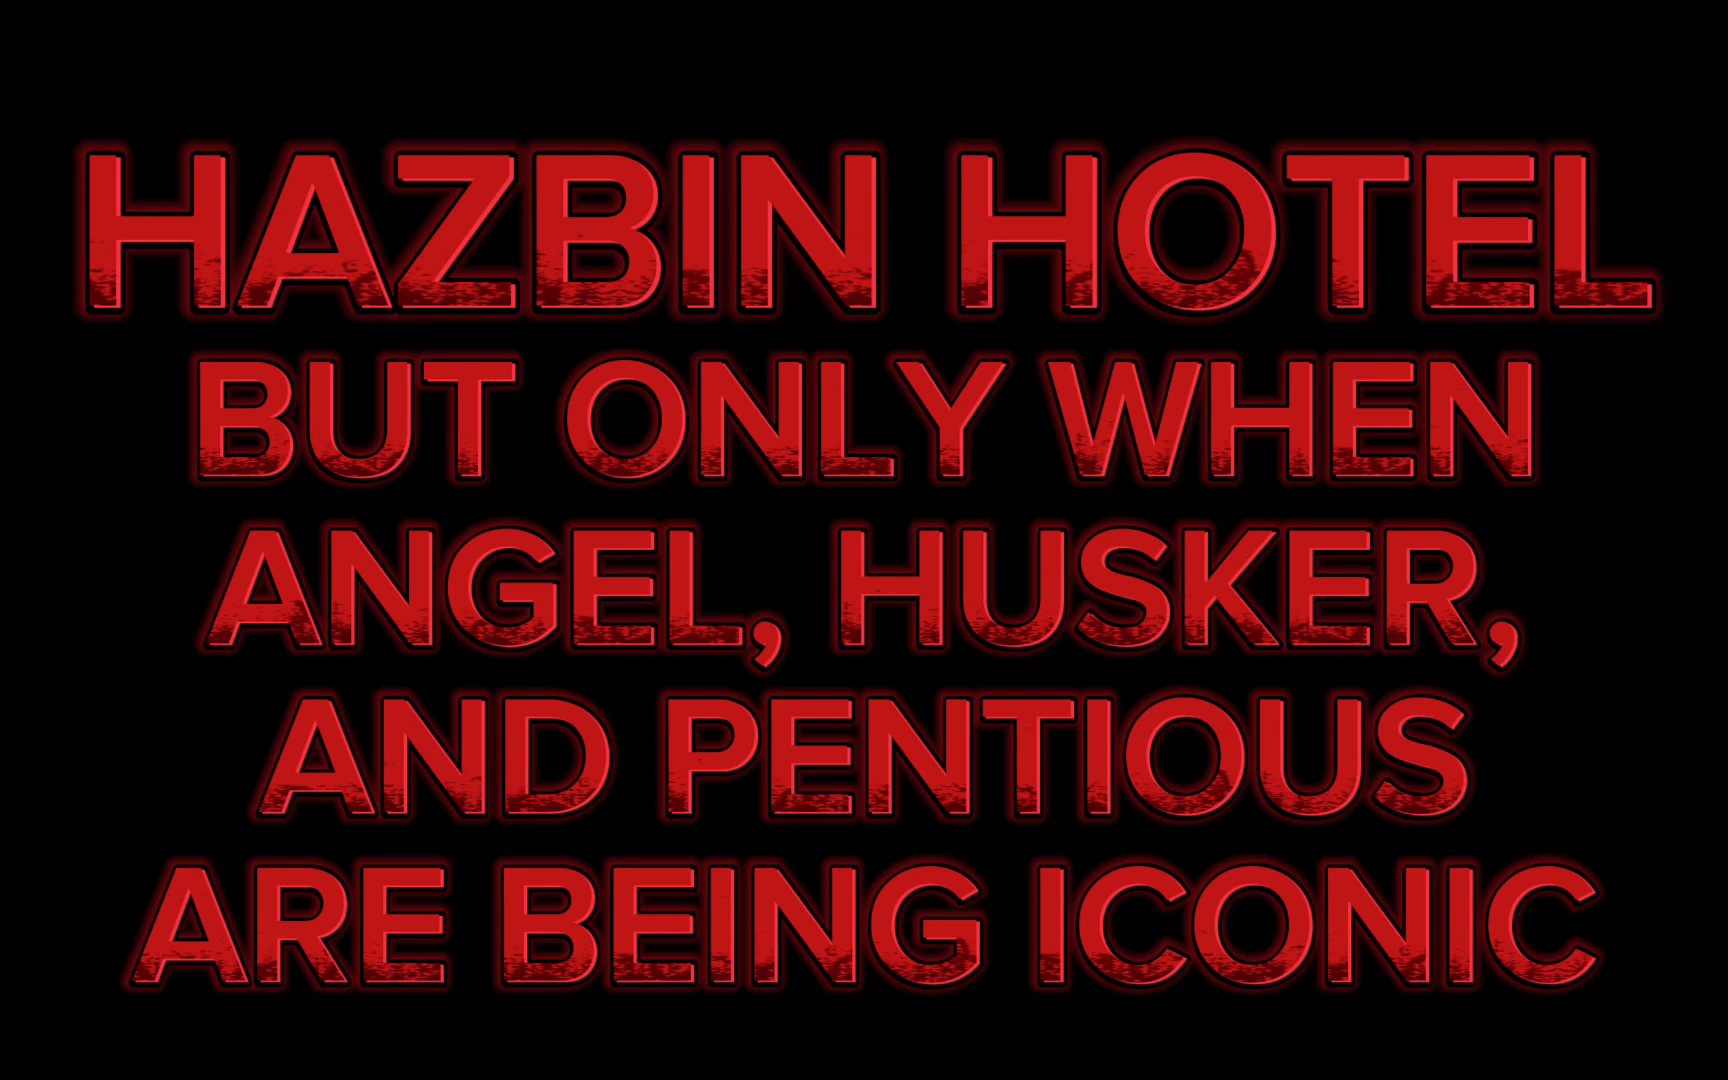 HAZBIN HOTEL
BUT ONLY WHEN
ANGEL, HUSKER,
AND PENTIOUS
ARE BEING ICONIC